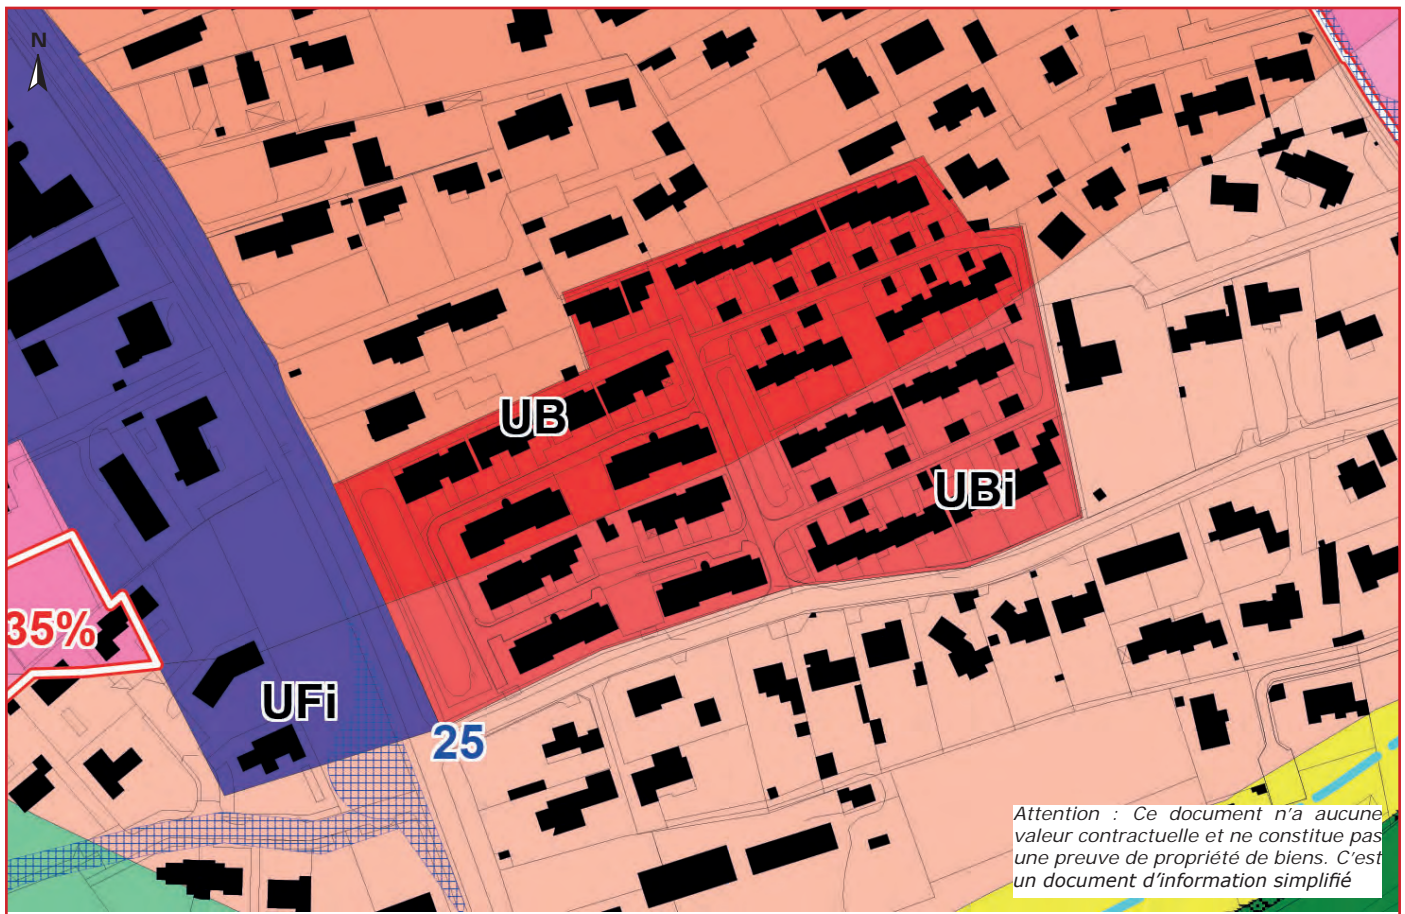 N
UB
UBi
35%
UFi
25
Attention : Ce document n'a aucune
valeur contractuelle et ne constitue pas
une preuve de propriété de biens. C'est
un document d'information simplifié